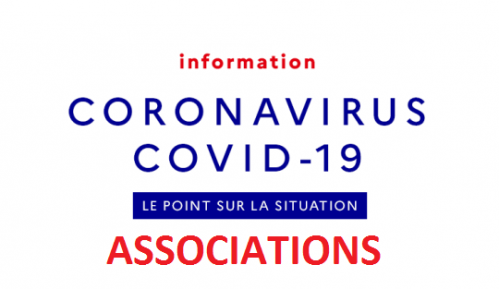 information
CORONAVIRUS
COVID-19
LE POINT SUR LA SITUATION
ASSOCIATIONS